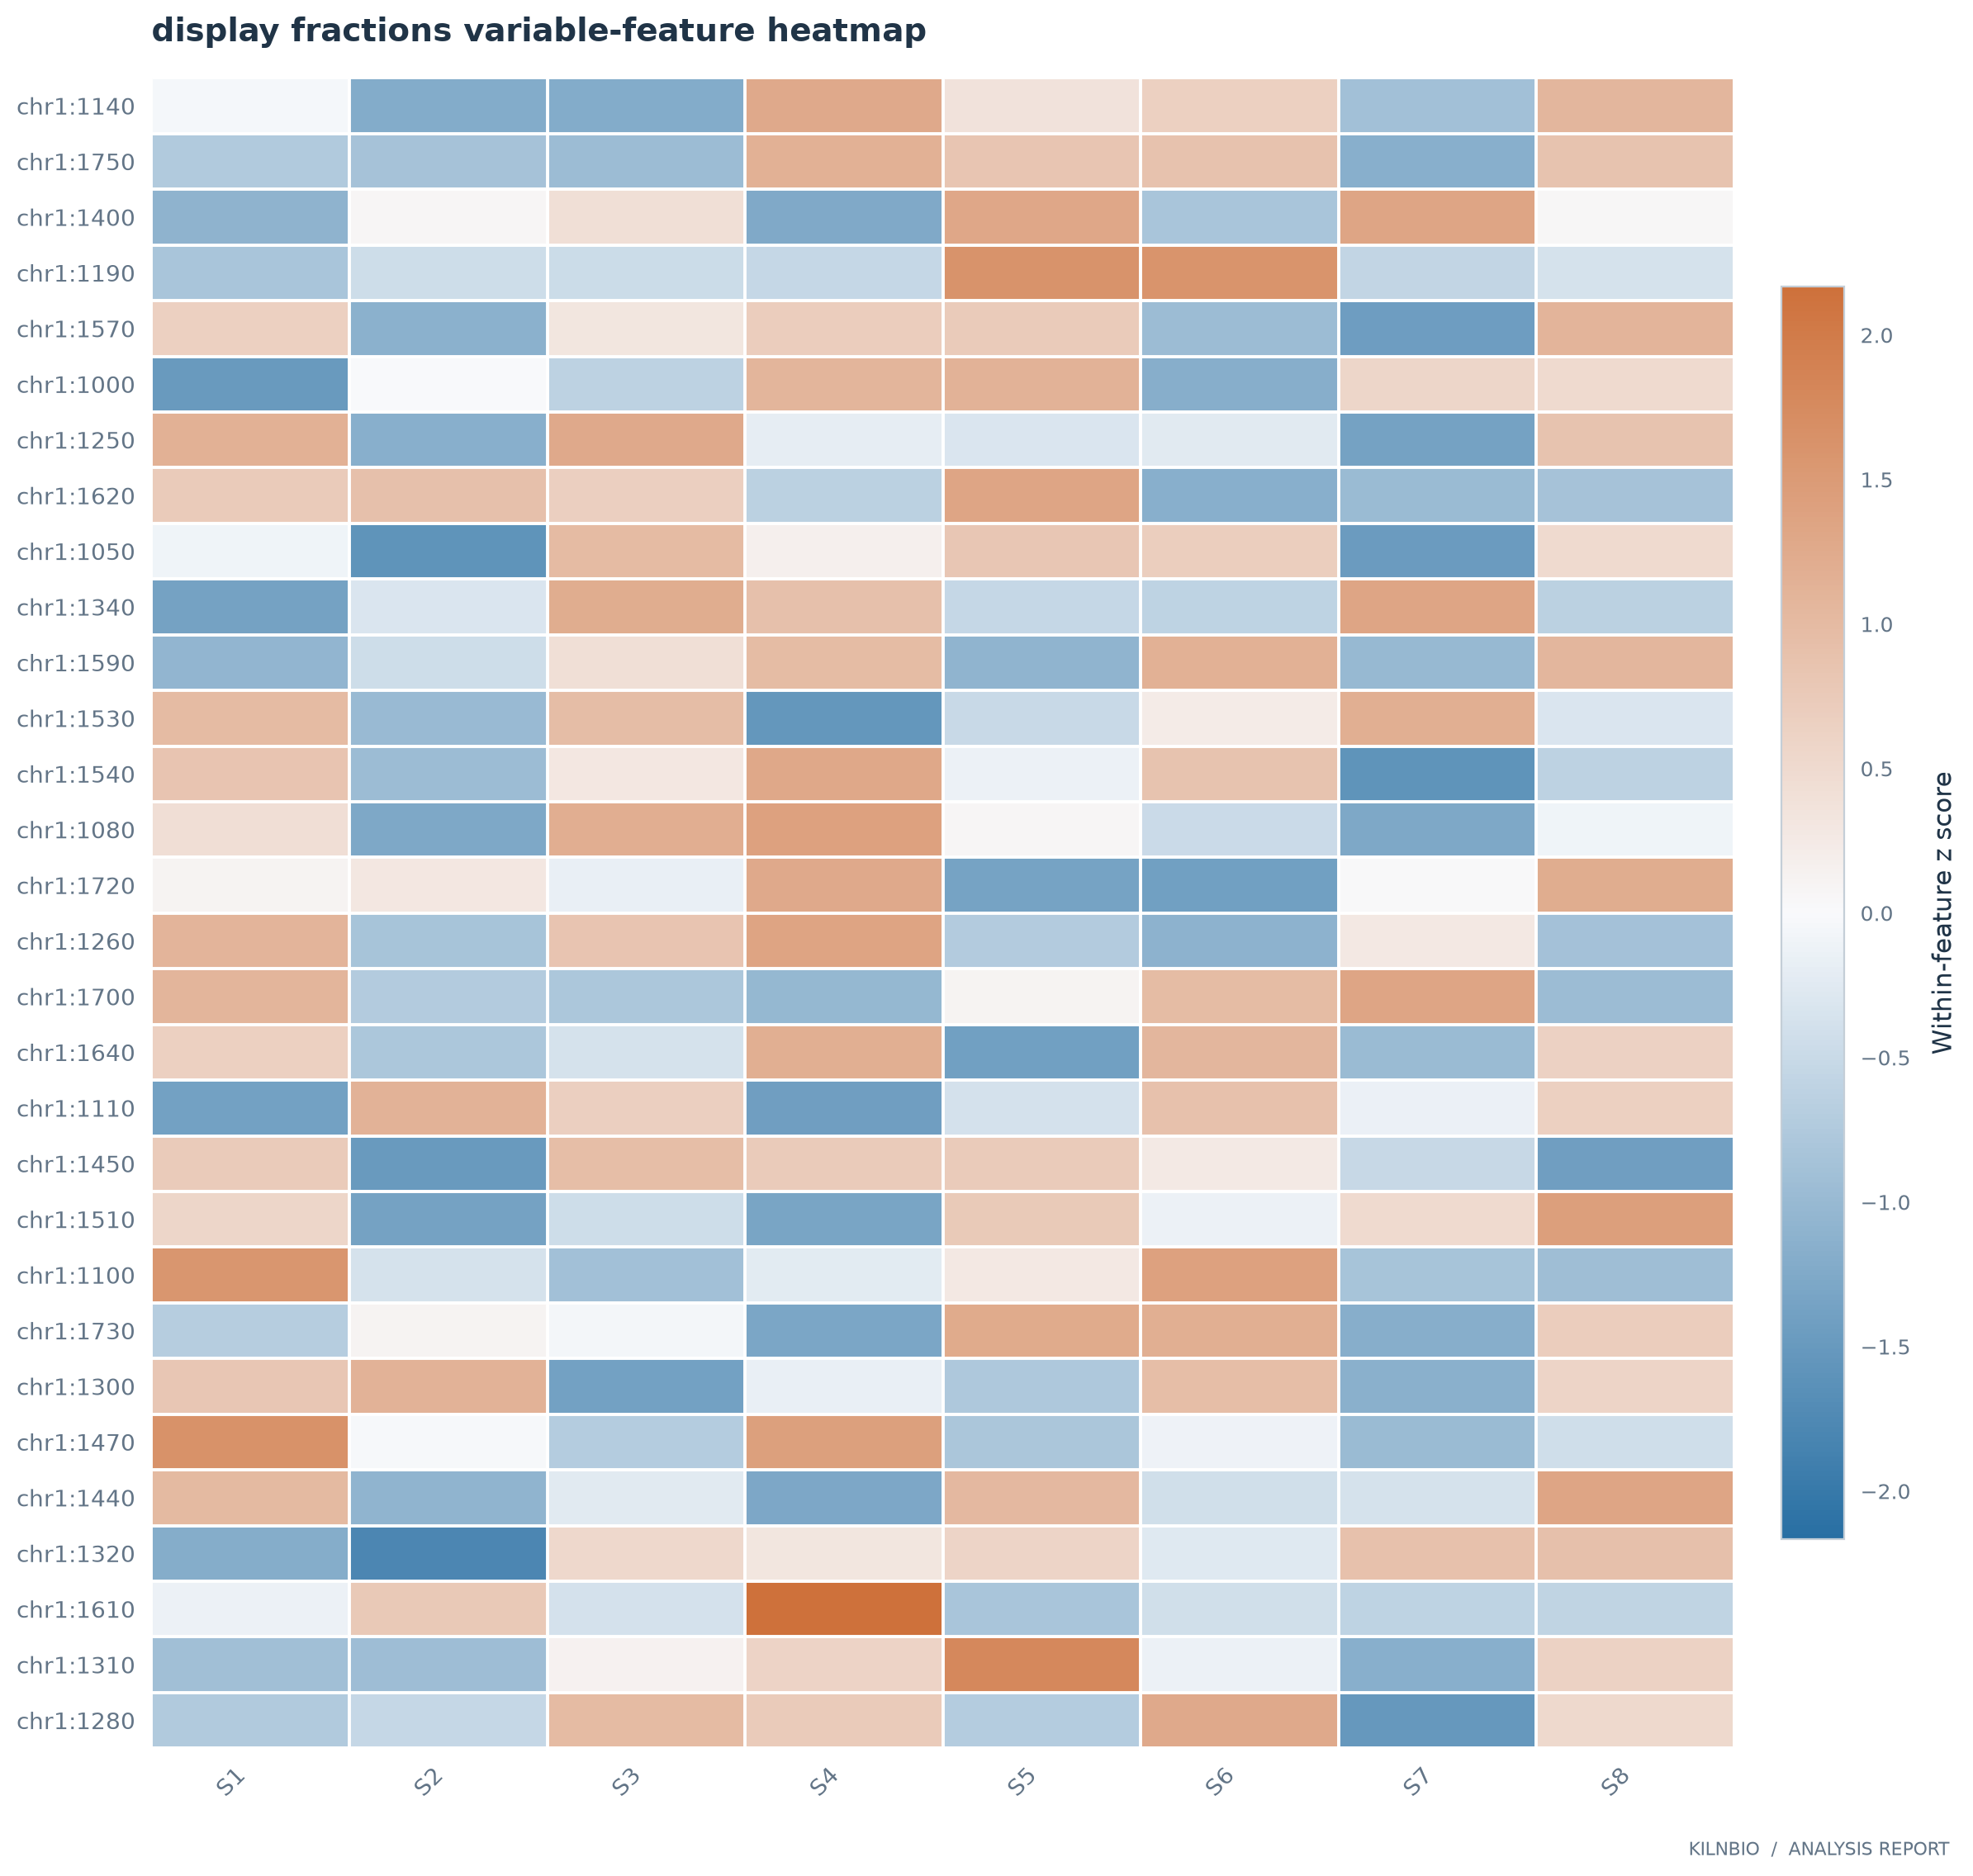 display fractions variable-feature heatmap
chr1:1140
chr1:1750
chr1:1400
chr1:1190
chr1:1570
chr1:1000
chr1:1250
chr1:1620
chr1:1050
chr1:1340
chr1:1590
chr1:1530
chr1:1540
chr1:1080
chr1:1720
chr1:1260
chr1:1700
chr1:1640
chr1:1110
chr1:1450
chr1:1510
chr1:1100
chr1:1730
chr1:1300
chr1:1470
chr1:1440
chr1:1320
chr1:1610
chr1:1310
chr1:1280
S1 S2 S3 S4 S5 S6 S7 S8
2.0
1.5
1.0
0.5
0.0
−0.5
−1.0
−1.5
−2.0
Within-feature z score
KILNBIO / ANALYSIS REPORT